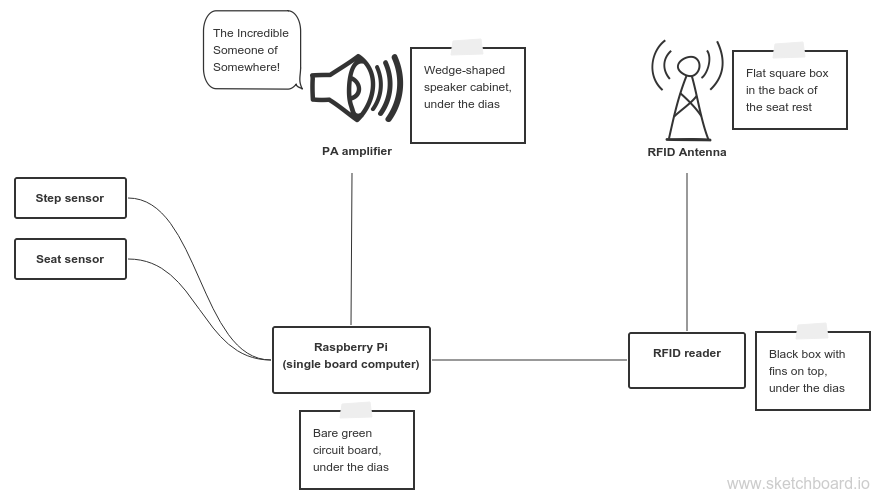 The Incredible
Someone of
Somewhere!
Wedge-shaped
speaker cabinet,
under the dias
PA amplifier
Flat square box
in the back of
the seat rest
RFID Antenna
Step sensor
Seat sensor
Raspberry Pi
(single board computer)
RFID reader
Black box with
fins on top,
under the dias
Bare green
circuit board,
under the dias
www.sketchboard.io